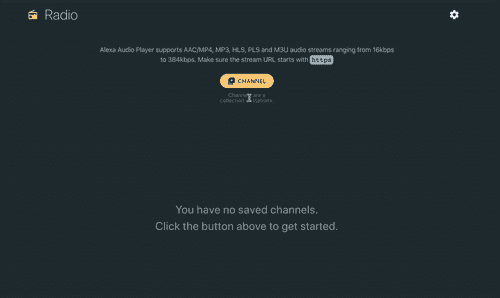 Radio
Alexa Audio Player supports AAC/MP4, MP3, HLS, PLS and M3U audio streams ranging from 16kbps
to 384kbps. Make sure the stream URL starts with https
CHANNEL
Channels are a
collection
You have no saved channels.
Click the button above to get started.